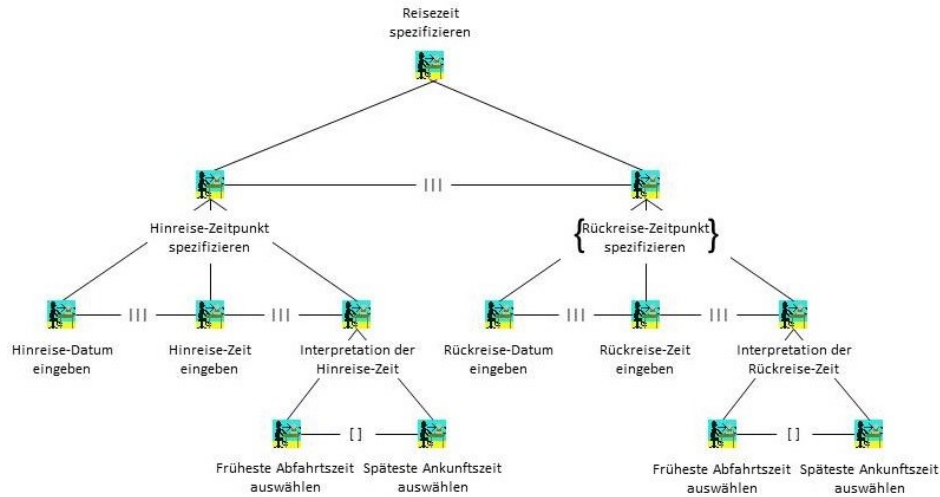 Reisezeit
spezifizieren
|||
Hinreise-Zeitpunkt
spezifizieren
{Rückreise-Zeitpunkt
spezifizieren}
||| ||| ||| |||
Hinreise-Datum
eingeben
Hinreise-Zeit
eingeben
Interpretation der
Hinreise-Zeit
Rückreise-Datum
eingeben
Rückreise-Zeit
eingeben
Interpretation der
Rückreise-Zeit
[] []
Früheste Abfahrtszeit
auswählen
Späteste Ankunftszeit
auswählen
Früheste Abfahrtszeit
auswählen
Späteste Ankunftszeit
auswählen